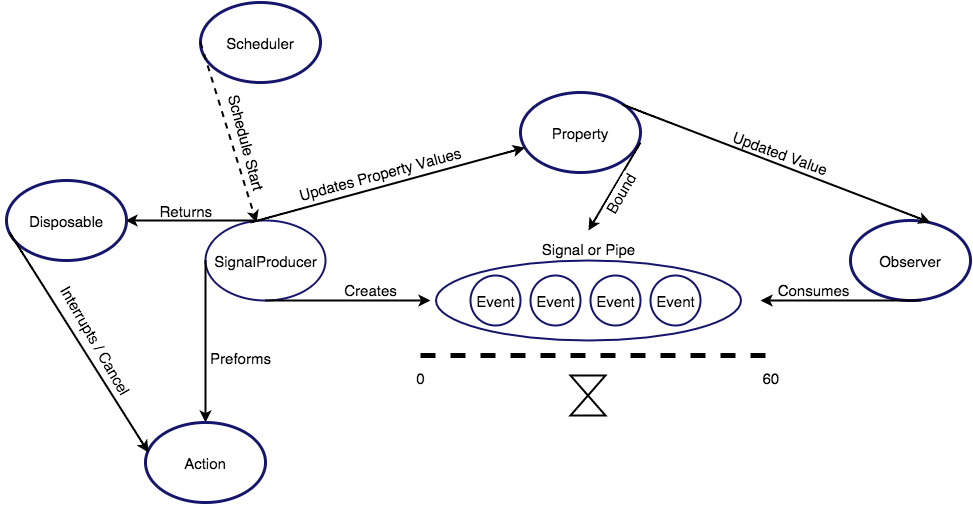 Scheduler
Schedule Start
Property
Updates Property Values
Updated Value
Bound
Disposable
Returns
SignalProducer
Signal or Pipe
Observer
Creates
Event
Event
Event
Event
Consumes
Interrupts / Cancel
Preforms
0
60
Action